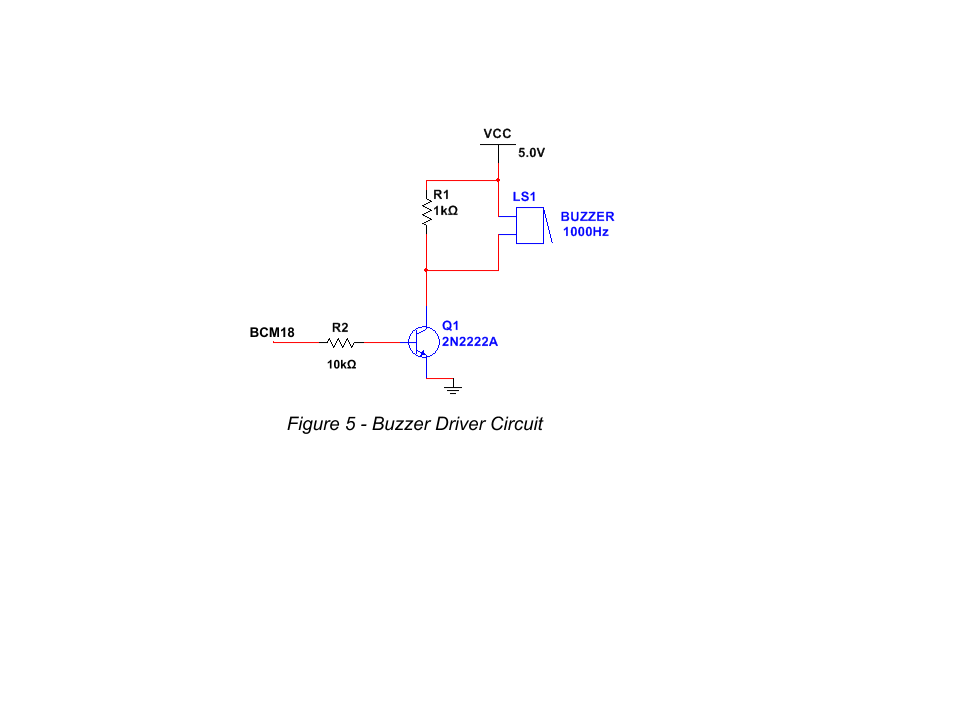 VCC
5.0V
R1
1kΩ
LS1
BUZZER
1000Hz
BCM18
R2
10kΩ
Q1
2N2222A
Figure 5 - Buzzer Driver Circuit